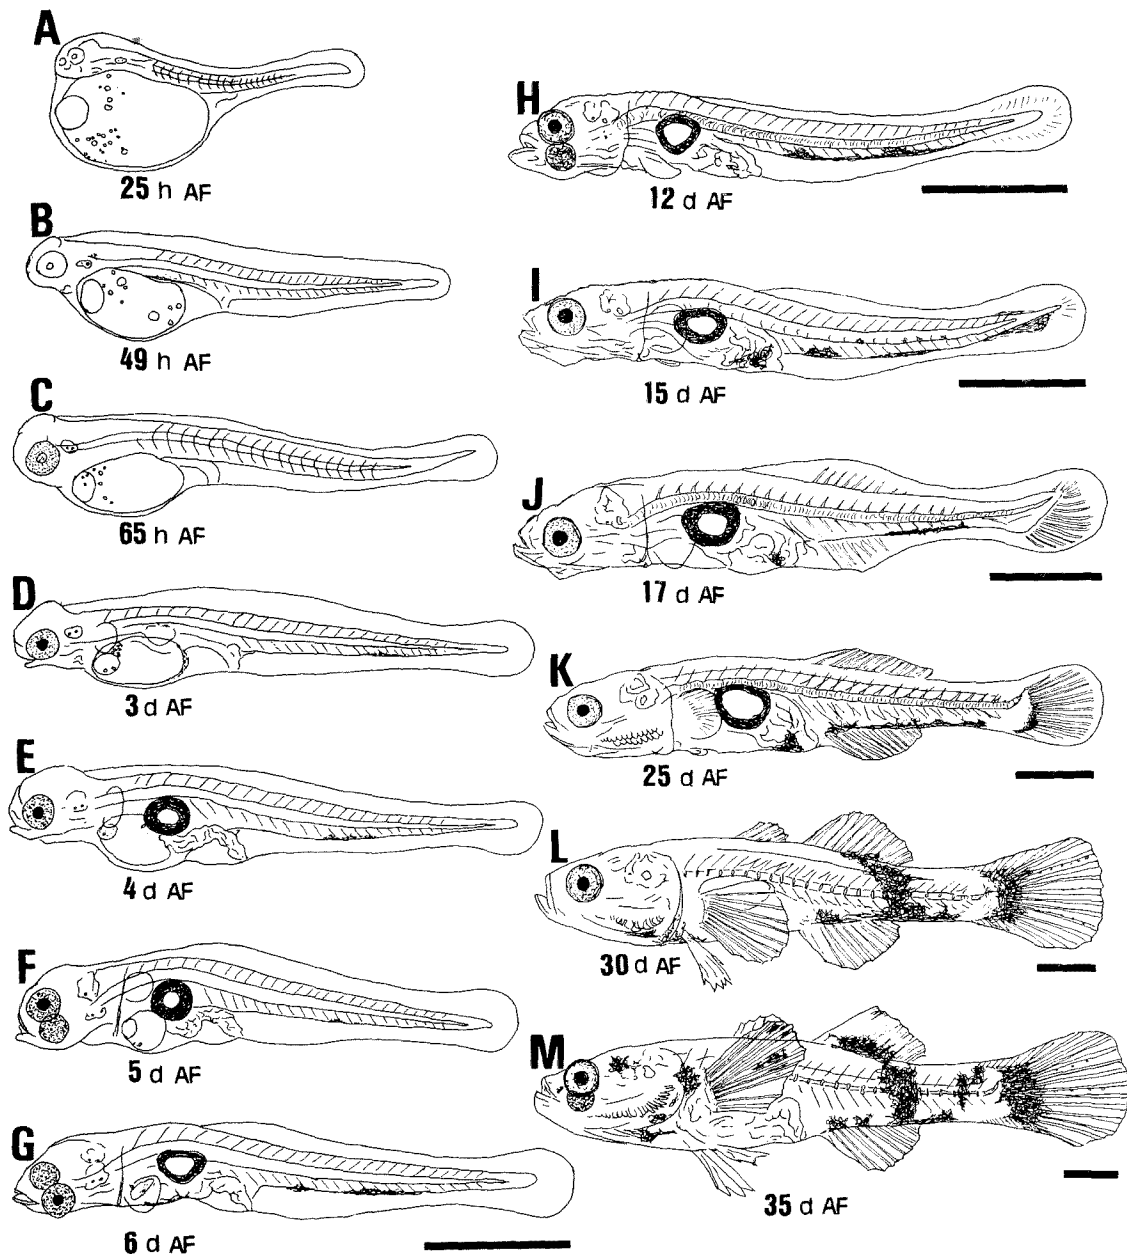 A
25 h AF
B
49 h AF
C
65 h AF
D
3 d AF
E
4 d AF
F
5 d AF
G
6 d AF
H
12 d AF
I
15 d AF
J
17 d AF
K
25 d AF
L
30 d AF
M
35 d AF